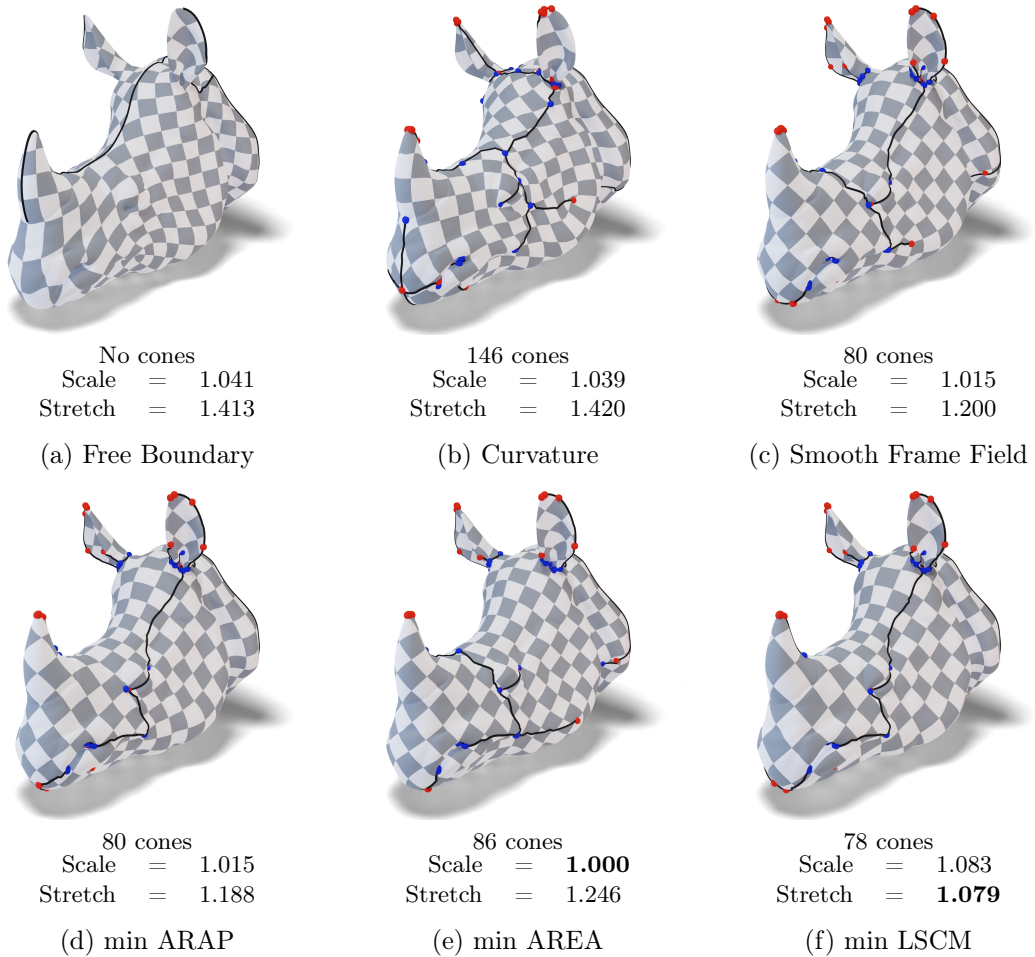 No cones
Scale = 1.041
Stretch = 1.413
(a) Free Boundary
146 cones
Scale = 1.039
Stretch = 1.420
(b) Curvature
80 cones
Scale = 1.015
Stretch = 1.200
(c) Smooth Frame Field
80 cones
Scale = 1.015
Stretch = 1.188
(d) min ARAP
86 cones
Scale = 1.000
Stretch = 1.246
(e) min AREA
78 cones
Scale = 1.083
Stretch = 1.079
(f) min LSCM